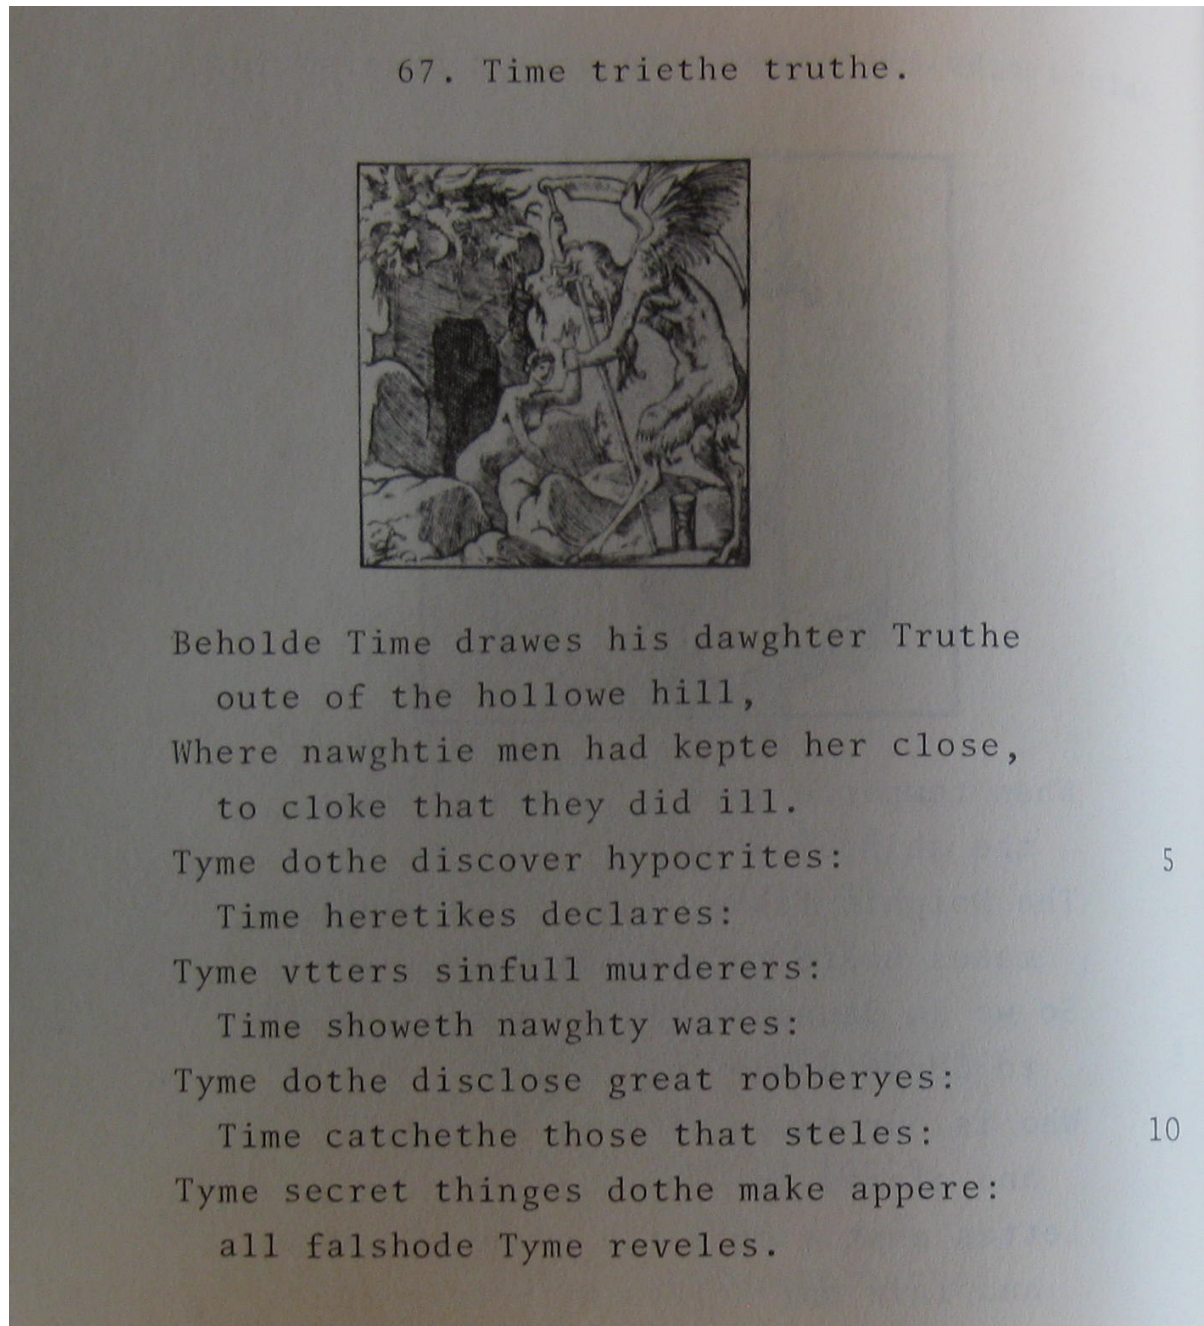 67. Time triethe truthe.
Beholde Time drawes his dawghter Truthe
oute of the hollowe hill,
Where nawghtie men had kepte her close,
to cloke that they did ill.
Tyme dothe discover hypocrites: 5
Time heretikes declares:
Tyme vtters sinfull murderers:
Time showeth nawghty wares:
Tyme dothe disclose great robberyes:
Time catchethe those that steles: 10
Tyme secret thinges dothe make appere:
all falshode Tyme reveles.